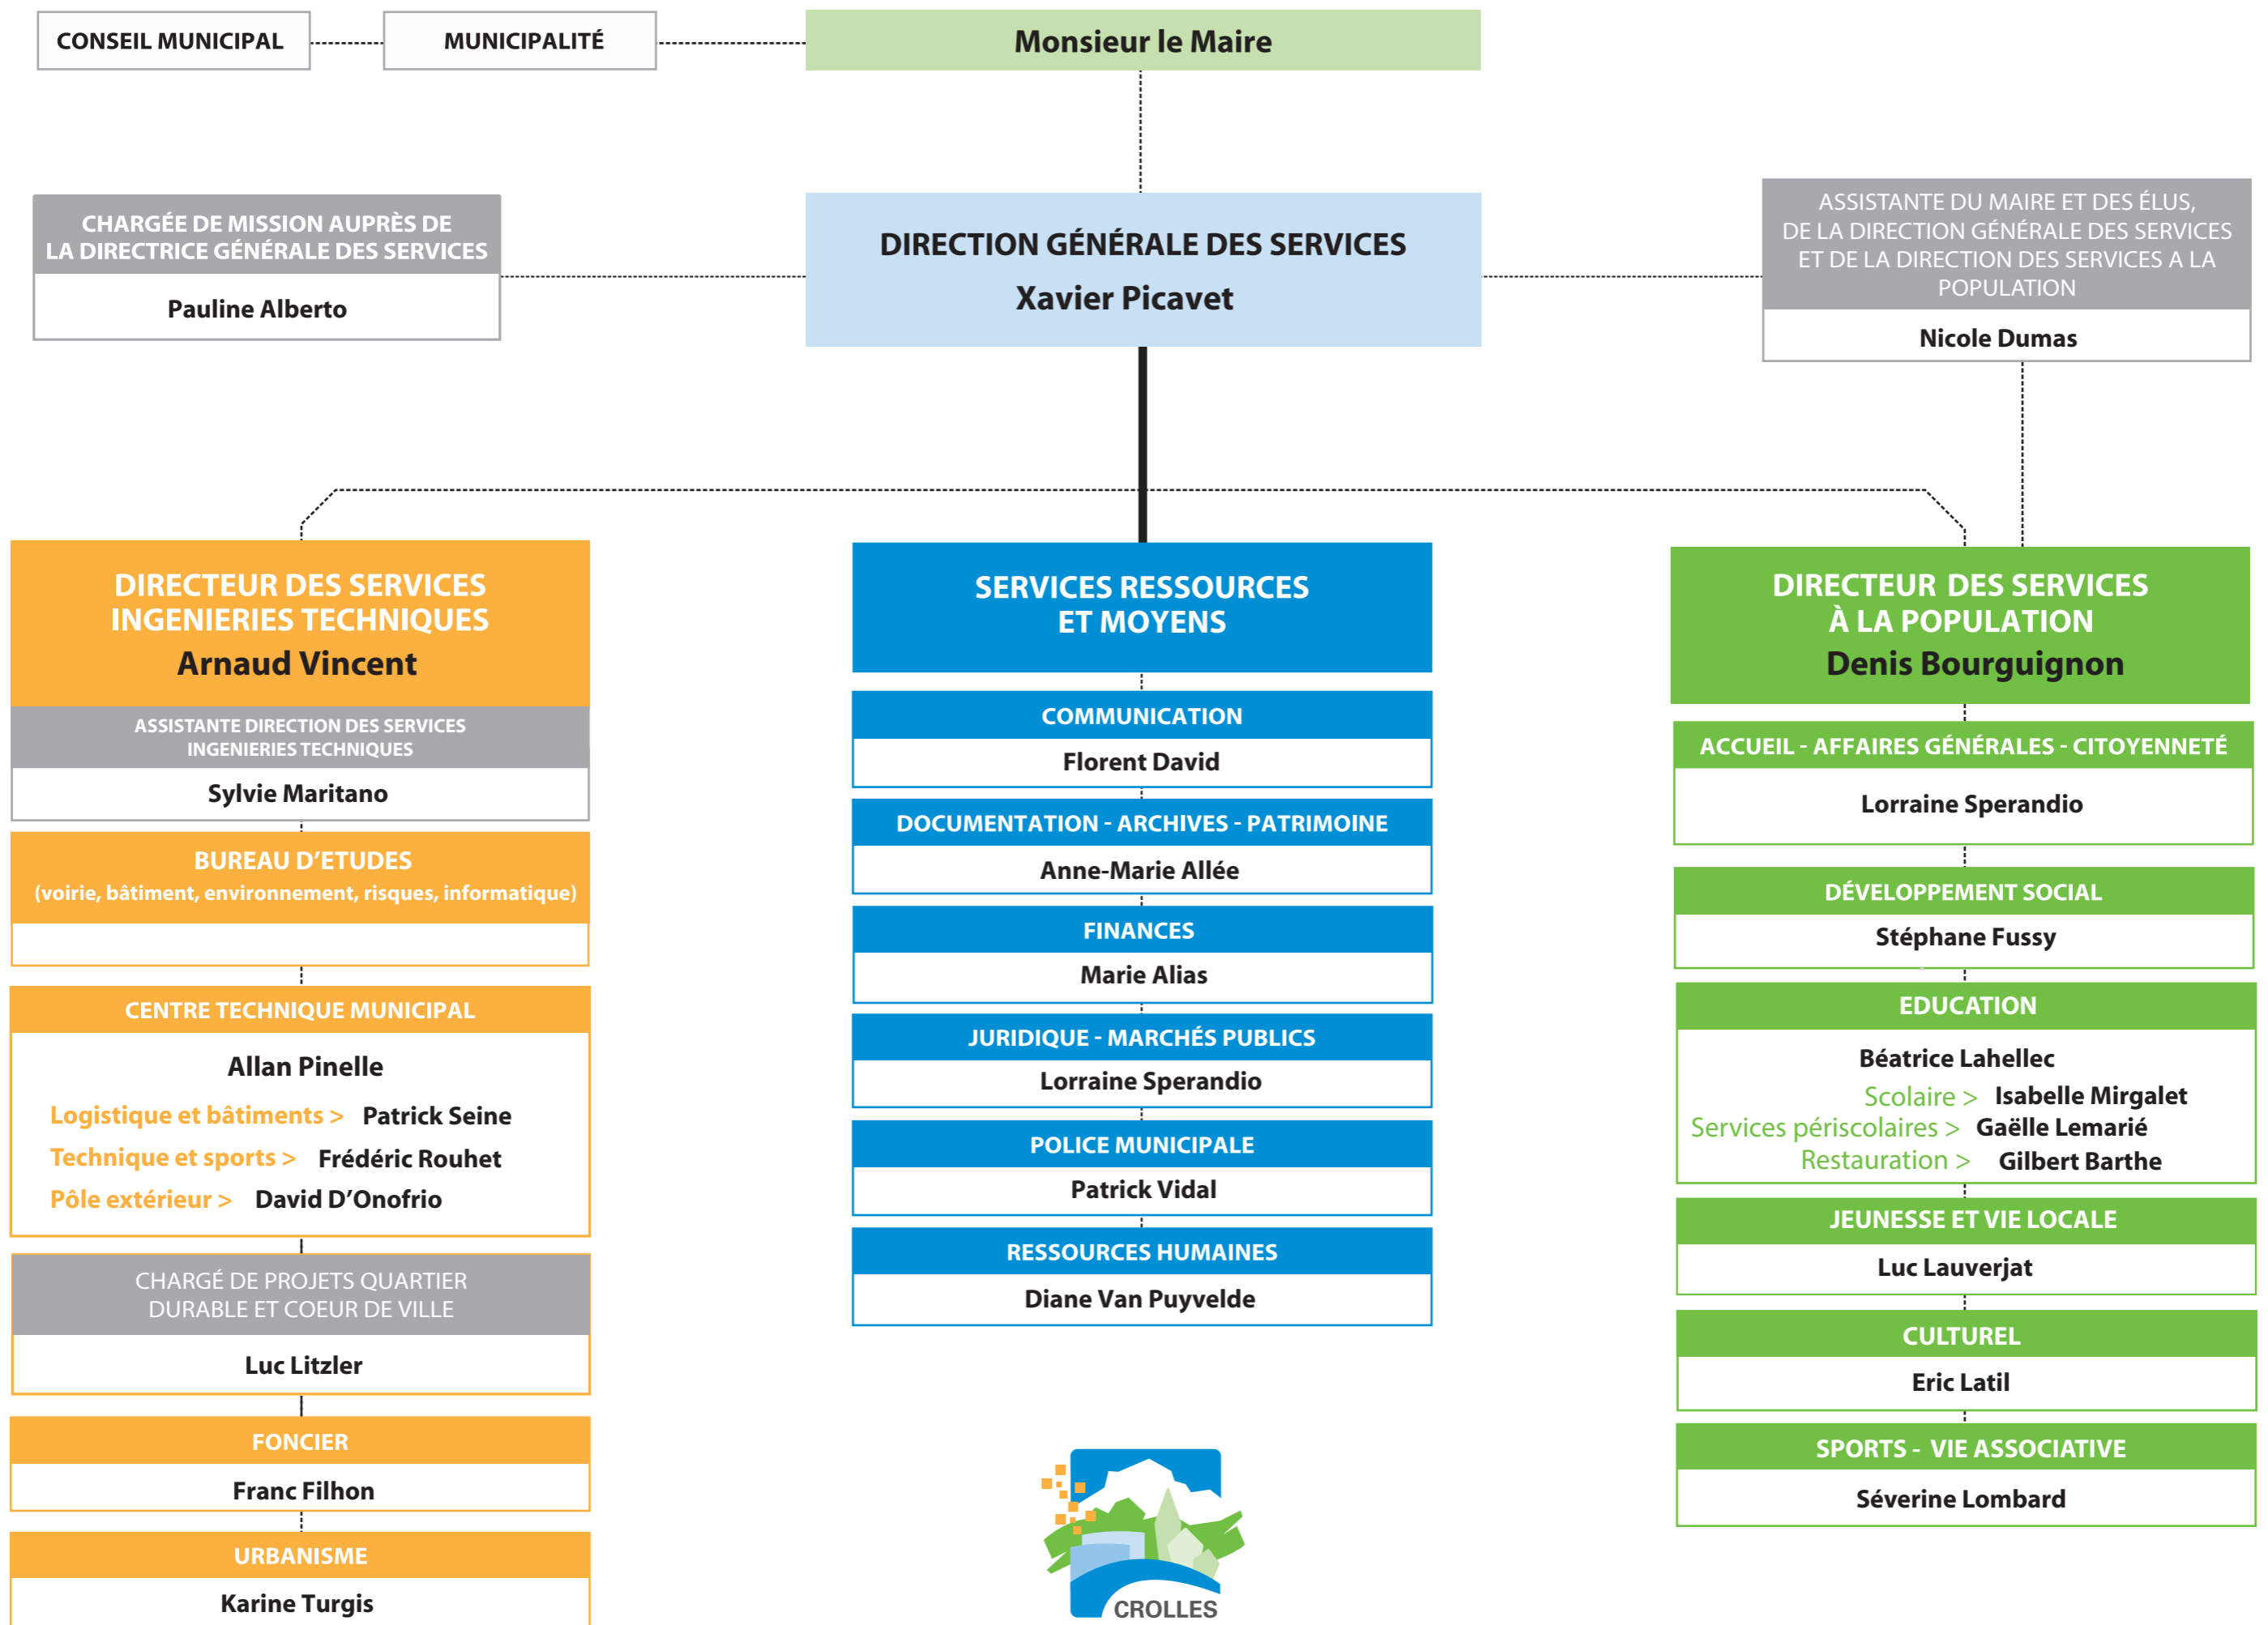 CONSEIL MUNICIPAL
MUNICIPALITÉ
Monsieur le Maire
CHARGÉE DE MISSION AUPRÈS DE
LA DIRECTRICE GÉNÉRALE DES SERVICES
Pauline Alberto
DIRECTION GÉNÉRALE DES SERVICES
Xavier Picavet
ASSISTANTE DU MAIRE ET DES ÉLUS,
DE LA DIRECTION GÉNÉRALE DES SERVICES
ET DE LA DIRECTION DES SERVICES A LA
POPULATION
Nicole Dumas
DIRECTEUR DES SERVICES
INGENIERIES TECHNIQUES
Arnaud Vincent
ASSISTANTE DIRECTION DES SERVICES
INGENIERIES TECHNIQUES
Sylvie Maritano
BUREAU D'ETUDES
(voirie, bâtiment, environnement, risques, informatique)
CENTRE TECHNIQUE MUNICIPAL
Allan Pinelle
Logistique et bâtiments > Patrick Seine
Technique et sports > Frédéric Rouhet
Pôle extérieur > David D'Onofrio
CHARGÉ DE PROJETS QUARTIER
DURABLE ET COEUR DE VILLE
Luc Litzler
FONCIER
Franc Filhon
URBANISME
Karine Turgis
SERVICES RESSOURCES
ET MOYENS
COMMUNICATION
Florent David
DOCUMENTATION - ARCHIVES - PATRIMOINE
Anne-Marie Allée
FINANCES
Marie Alias
JURIDIQUE - MARCHÉS PUBLICS
Lorraine Sperandio
POLICE MUNICIPALE
Patrick Vidal
RESSOURCES HUMAINES
Diane Van Puyvelde
CROLLES
DIRECTEUR DES SERVICES
À LA POPULATION
Denis Bourguignon
ACCUEIL - AFFAIRES GÉNÉRALES - CITOYENNETÉ
Lorraine Sperandio
DÉVELOPPEMENT SOCIAL
Stéphane Fussy
EDUCATION
Béatrice Lahellec
Scolaire > Isabelle Mirgalet
Services périscolaires > Gaëlle Lemarié
Restauration > Gilbert Barthe
JEUNESSE ET VIE LOCALE
Luc Lauverjat
CULTUREL
Eric Latil
SPORTS - VIE ASSOCIATIVE
Séverine Lombard